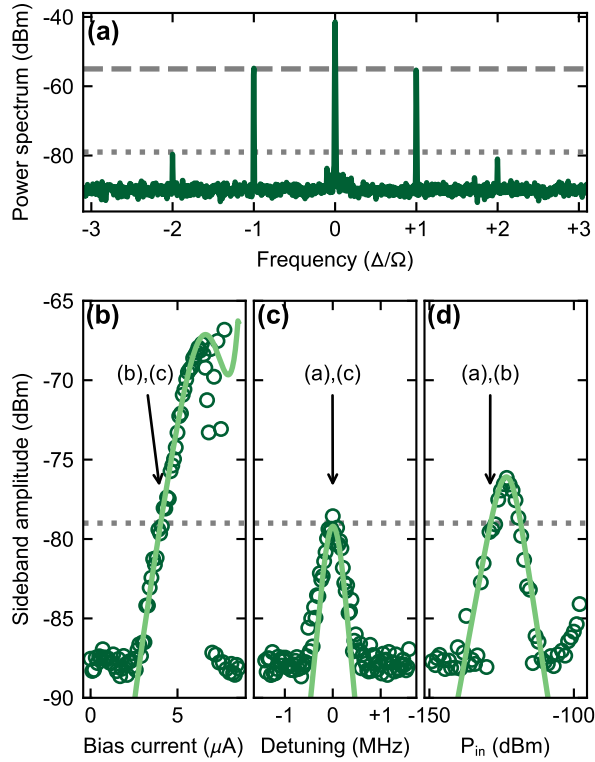 (a)
Power spectrum (dBm)
-40
-60
-80
-3 -2 -1 0 +1 +2 +3
Frequency (Δ/Ω)
(b) (c) (d)
Sideband amplitude (dBm)
-65
-70
-75
-80
-85
-90
(b),(c) (a),(c) (a),(b)
0 5 -1 0 +1 -150 -100
Bias current (μA) Detuning (MHz) Pin (dBm)